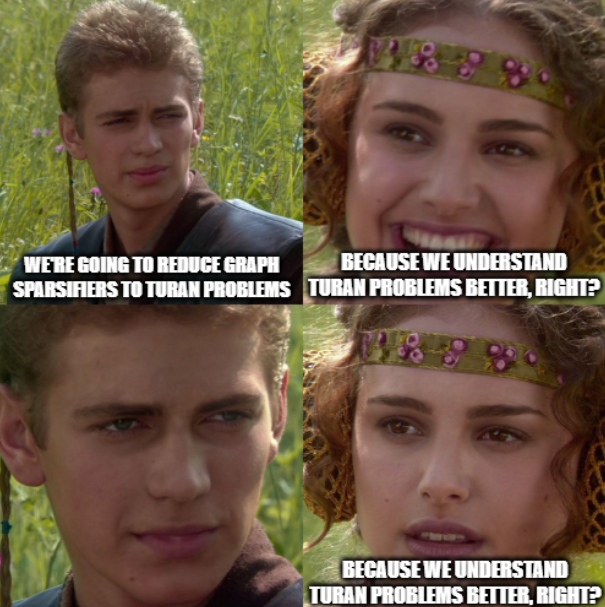 WE'RE GOING TO REDUCE GRAPH
SPARSIFIERS TO TURAN PROBLEMS
BECAUSE WE UNDERSTAND
TURAN PROBLEMS BETTER, RIGHT?
BECAUSE WE UNDERSTAND
TURAN PROBLEMS BETTER, RIGHT?